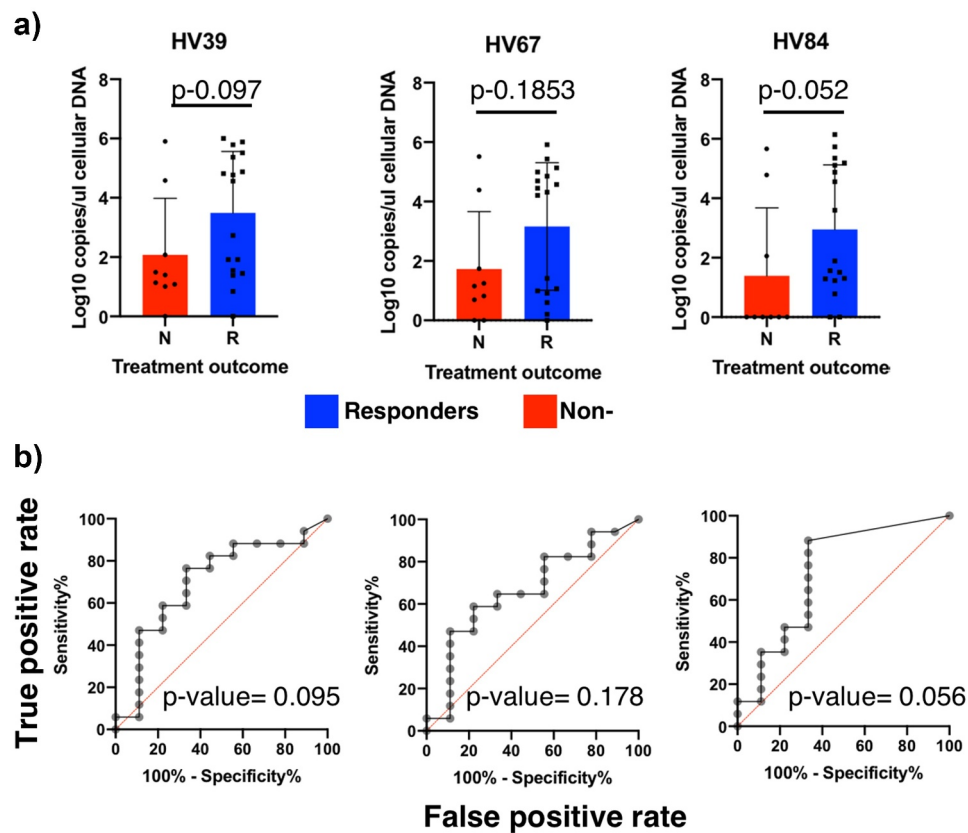 a)
HV39
HV67
HV84
Log10 copies/ul cellular DNA
8
6
4
2
0
p-0.097
N
R
Treatment outcome
Log10 copies/ul cellular DNA
8
6
4
2
0
p-0.1853
N
R
Treatment outcome
Log10 copies/ul cellular DNA
8
6
4
2
0
p-0.052
N
R
Treatment outcome
Responders
Non-
b)
True positive rate
Sensitivity%
100
80
60
40
20
0
p-value= 0.095
0 20 40 60 80 100
100% - Specificity%
Sensitivity%
100
80
60
40
20
0
p-value= 0.178
0 20 40 60 80 100
100% - Specificity%
Sensitivity%
100
80
60
40
20
0
p-value= 0.056
0 20 40 60 80 100
100% - Specificity%
False positive rate